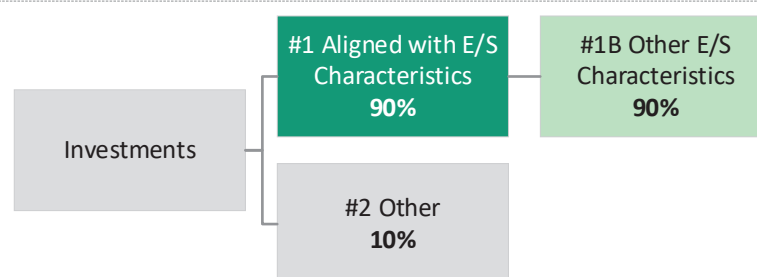 #1 Aligned with E/S
Characteristics
90%
#1B Other E/S
Characteristics
90%
Investments
#2 Other
10%